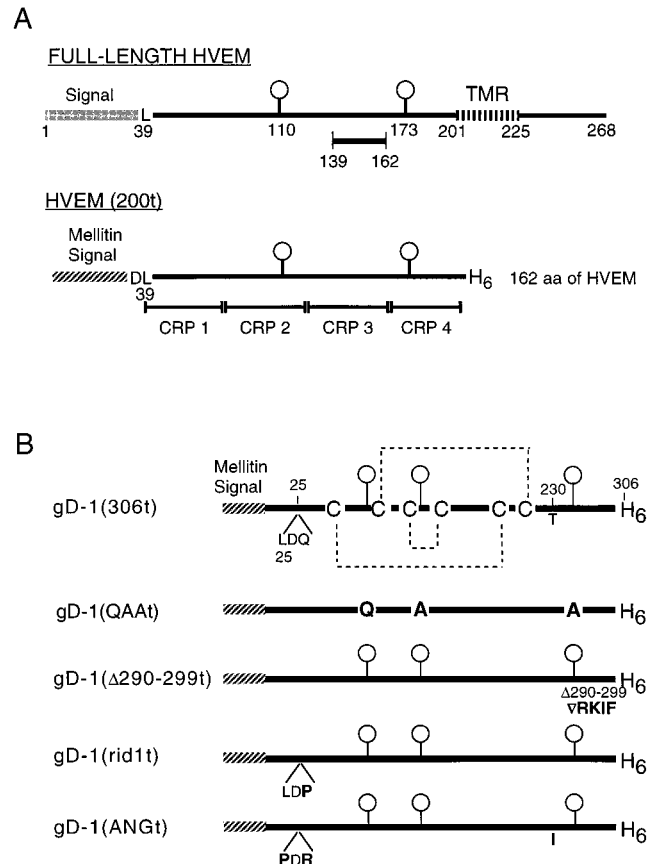 A
FULL-LENGTH HVEM
Signal
L
TMR
1 39 110 173 201 225 268
139 162
HVEM (200t)
Mellitin
Signal
DL
H6
162 aa of HVEM
39
CRP 1 CRP 2 CRP 3 CRP 4
B
Mellitin
Signal
25
230
306
gD-1(306t)
C C C C C C
H6
LDQ
T
25
gD-1(QAAt)
Q A A H6
gD-1(Δ290-299t)
H6
Δ290-299
∇RKIF
gD-1(rid1t)
H6
LDP
gD-1(ANGt)
H6
PDR
I